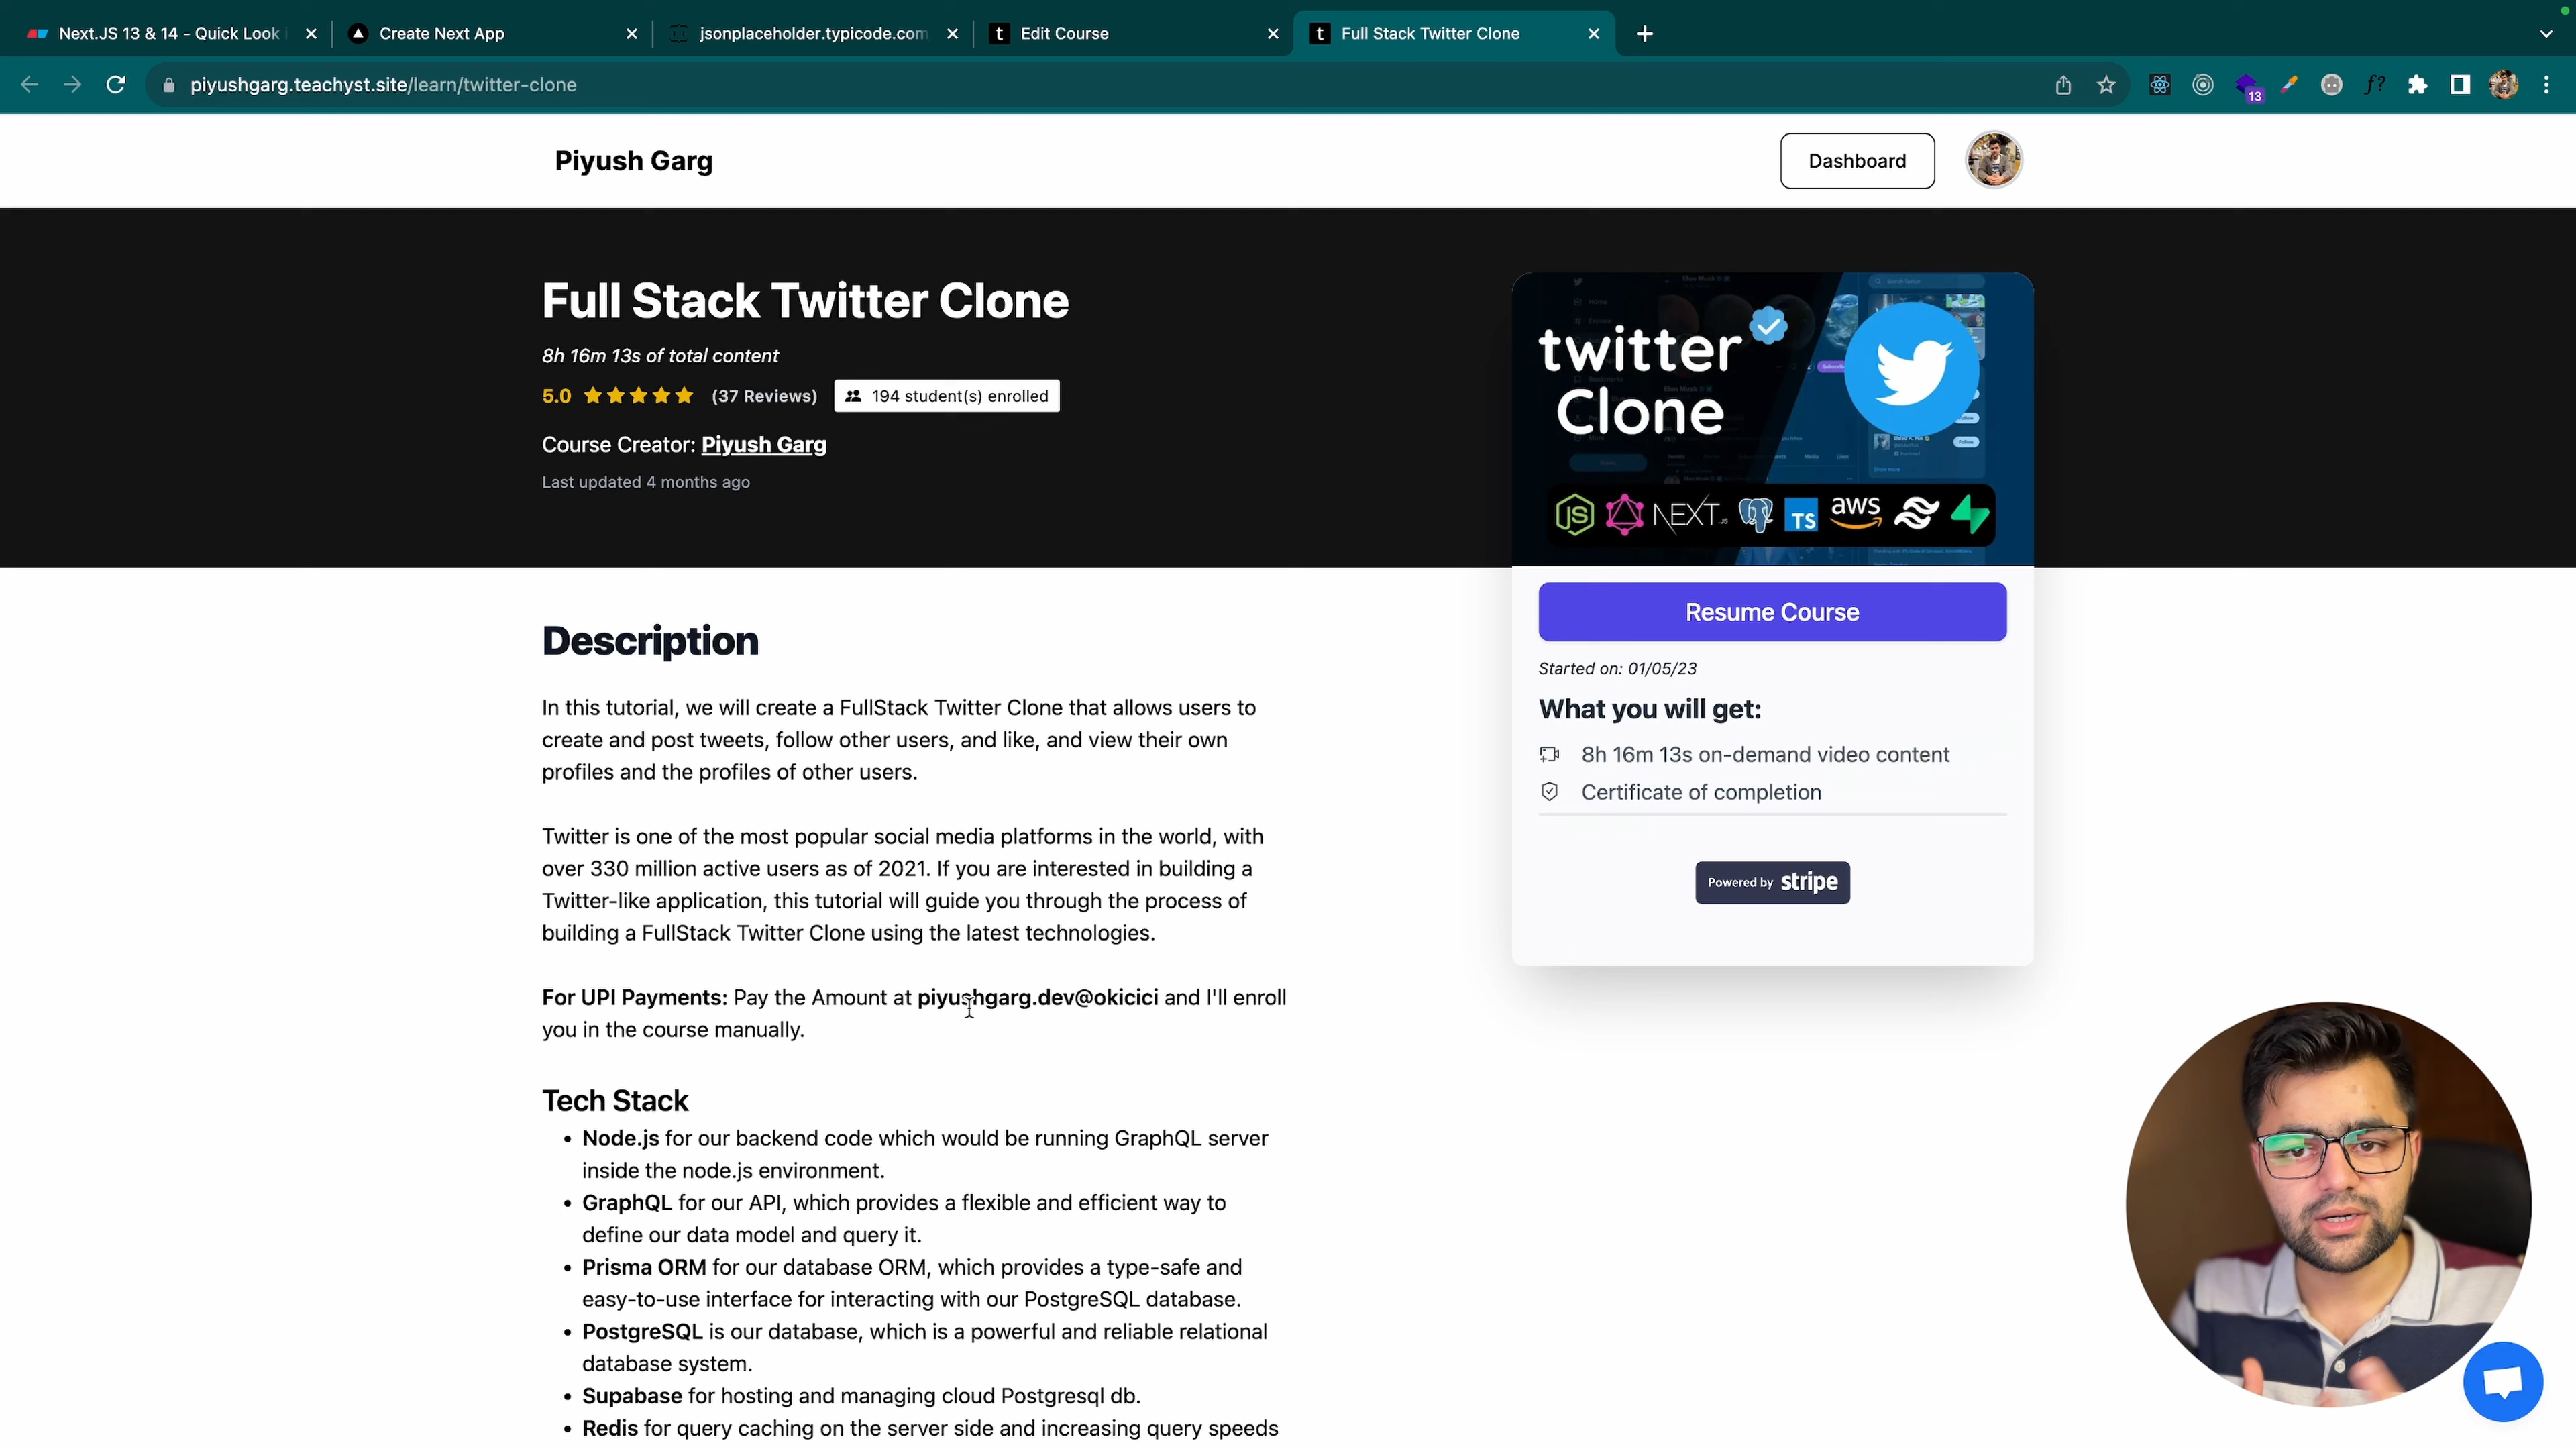 Next.JS 13 & 14 - Quick Look
Create Next App
jsonplaceholder.typicode.com
Edit Course
Full Stack Twitter Clone
piyushgarg.teachyst.site/learn/twitter-clone
13
f?
Piyush Garg
Dashboard
Full Stack Twitter Clone
8h 16m 13s of total content
5.0 (37 Reviews) 194 student(s) enrolled
Course Creator: Piyush Garg
Last updated 4 months ago
twitter
Clone
JS NEXT.JS TS aws
Resume Course
Started on: 01/05/23
What you will get:
8h 16m 13s on-demand video content
Certificate of completion
Powered by stripe
Description
In this tutorial, we will create a FullStack Twitter Clone that allows users to
create and post tweets, follow other users, and like, and view their own
profiles and the profiles of other users.
Twitter is one of the most popular social media platforms in the world, with
over 330 million active users as of 2021. If you are interested in building a
Twitter-like application, this tutorial will guide you through the process of
building a FullStack Twitter Clone using the latest technologies.
For UPI Payments: Pay the Amount at piyushgarg.dev@okicici and I'll enroll
you in the course manually.
Tech Stack
• Node.js for our backend code which would be running GraphQL server
inside the node.js environment.
• GraphQL for our API, which provides a flexible and efficient way to
define our data model and query it.
• Prisma ORM for our database ORM, which provides a type-safe and
easy-to-use interface for interacting with our PostgreSQL database.
• PostgreSQL is our database, which is a powerful and reliable relational
database system.
• Supabase for hosting and managing cloud Postgresql db.
• Redis for query caching on the server side and increasing query speeds